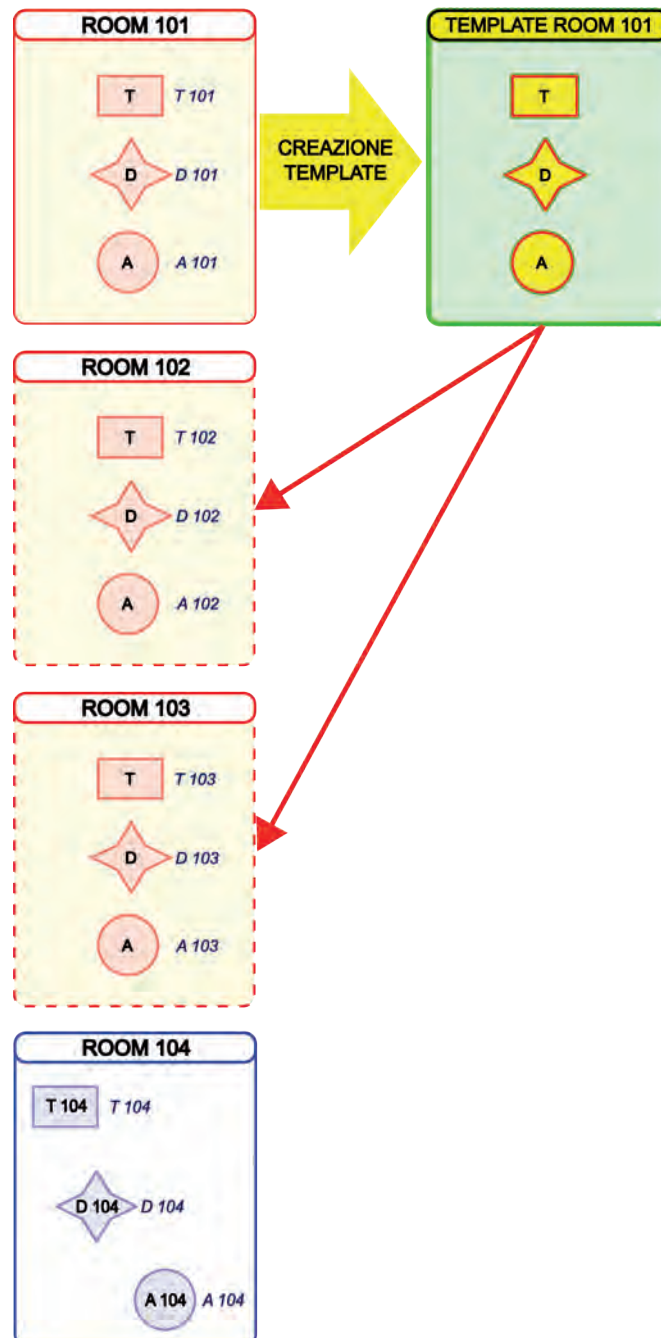 ROOM 101
TEMPLATE ROOM 101
T T 101
D D 101
A A 101
CREAZIONE
TEMPLATE
T
D
A
ROOM 102
T T 102
D D 102
A A 102
ROOM 103
T T 103
D D 103
A A 103
ROOM 104
T 104 T 104
D 104 D 104
A 104 A 104